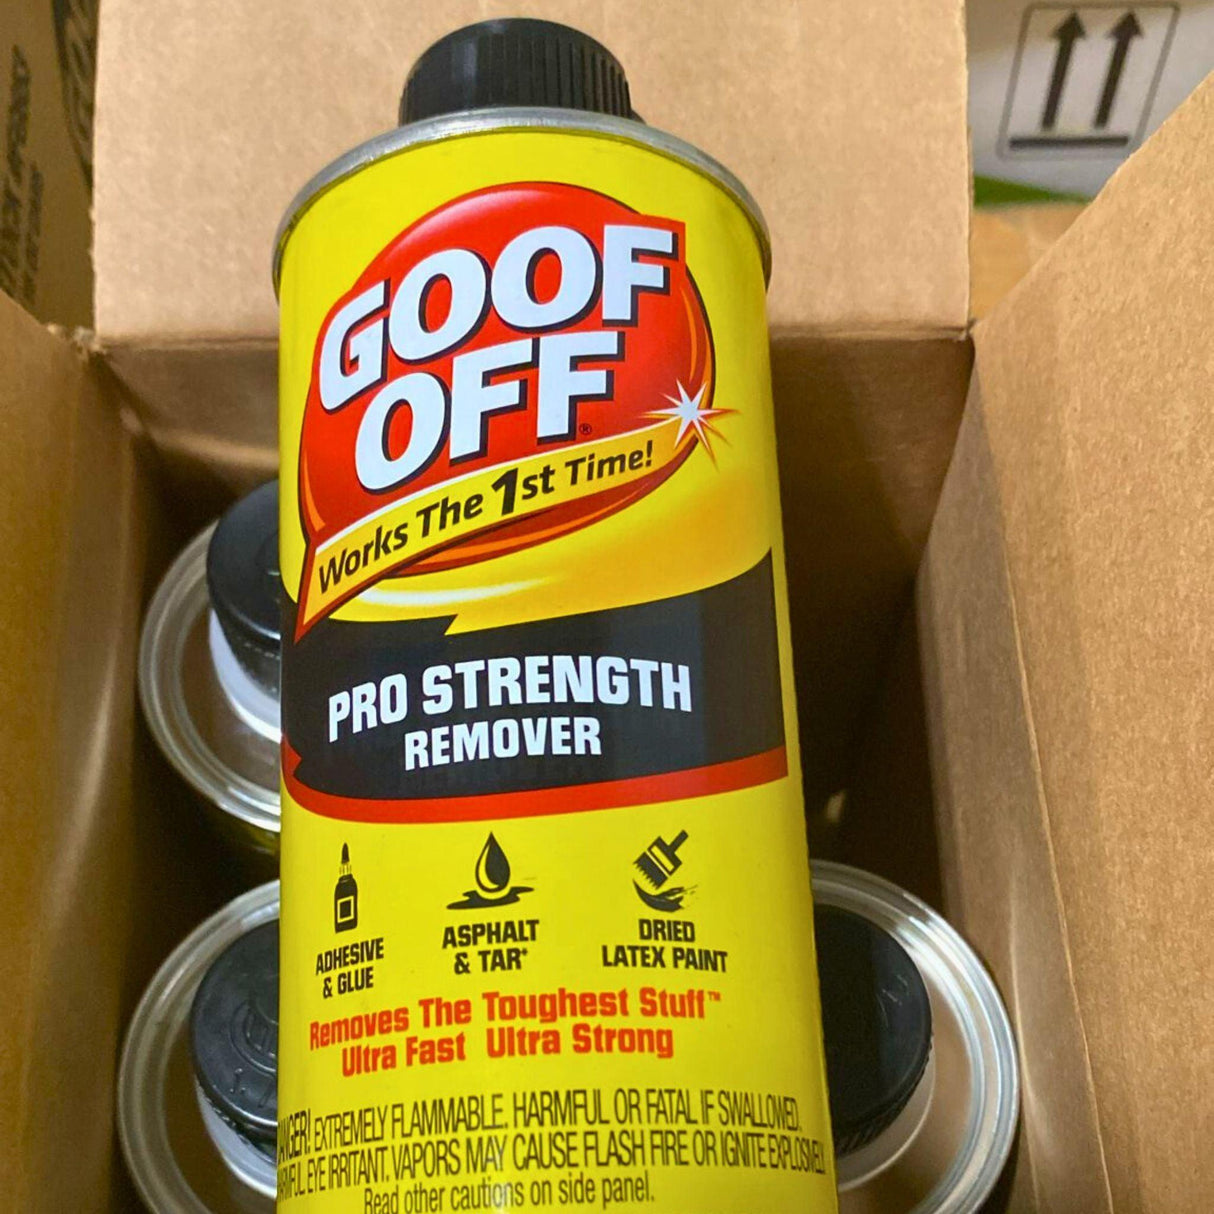 GOOF
OFF®
Works The 1st Time!
PRO STRENGTH
REMOVER
ADHESIVE
& GLUE
ASPHALT
& TAR*
DRIED
LATEX PAINT
Removes The Toughest Stuff™
Ultra Fast Ultra Strong
EXTREMELY FLAMMABLE. HARMFUL OR FATAL IF SWALLOWED.
EYE IRRITANT. VAPORS MAY CAUSE FLASH FIRE OR IGNITE EXPLOSIVELY
Read other cautions on side panel.